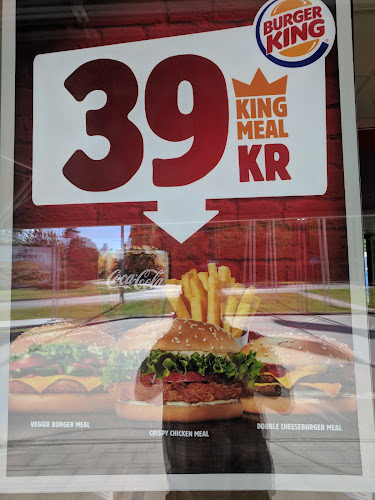 BURGER
KING
39
KING
MEAL
KR
Coca-Cola
VEGGIE BURGER MEAL
CRISPY CHICKEN MEAL
DOUBLE CHEESEBURGER MEAL